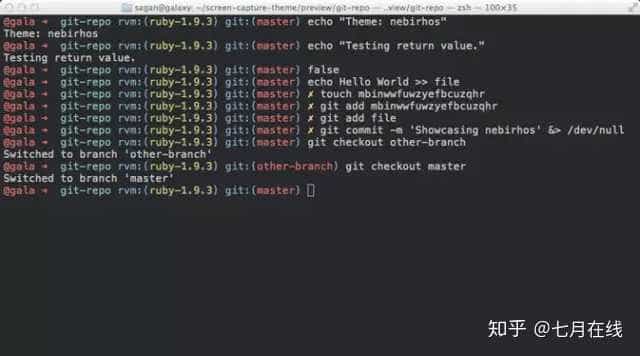 sagan@galaxy: ~/screen-capture-theme/preview/git-repo — ..view/git-repo — zsh — 100×35
@gala ➜  git-repo rvm:(ruby-1.9.3) git:(master) echo "Theme: nebirhos"
Theme: nebirhos
@gala ➜  git-repo rvm:(ruby-1.9.3) git:(master) echo "Testing return value."
Testing return value.
@gala ➜  git-repo rvm:(ruby-1.9.3) git:(master) false
@gala ➜  git-repo rvm:(ruby-1.9.3) git:(master) echo Hello World >> file
@gala ➜  git-repo rvm:(ruby-1.9.3) git:(master) ✗ touch mbinwwfuwzyefbcuzqhr
@gala ➜  git-repo rvm:(ruby-1.9.3) git:(master) ✗ git add mbinwwfuwzyefbcuzqhr
@gala ➜  git-repo rvm:(ruby-1.9.3) git:(master) ✗ git add file
@gala ➜  git-repo rvm:(ruby-1.9.3) git:(master) ✗ git commit -m 'Showcasing nebirhos' &> /dev/null
@gala ➜  git-repo rvm:(ruby-1.9.3) git:(master) git checkout other-branch
Switched to branch 'other-branch'
@gala ➜  git-repo rvm:(ruby-1.9.3) git:(other-branch) git checkout master
Switched to branch 'master'
@gala ➜  git-repo rvm:(ruby-1.9.3) git:(master)
知乎 @七月在线